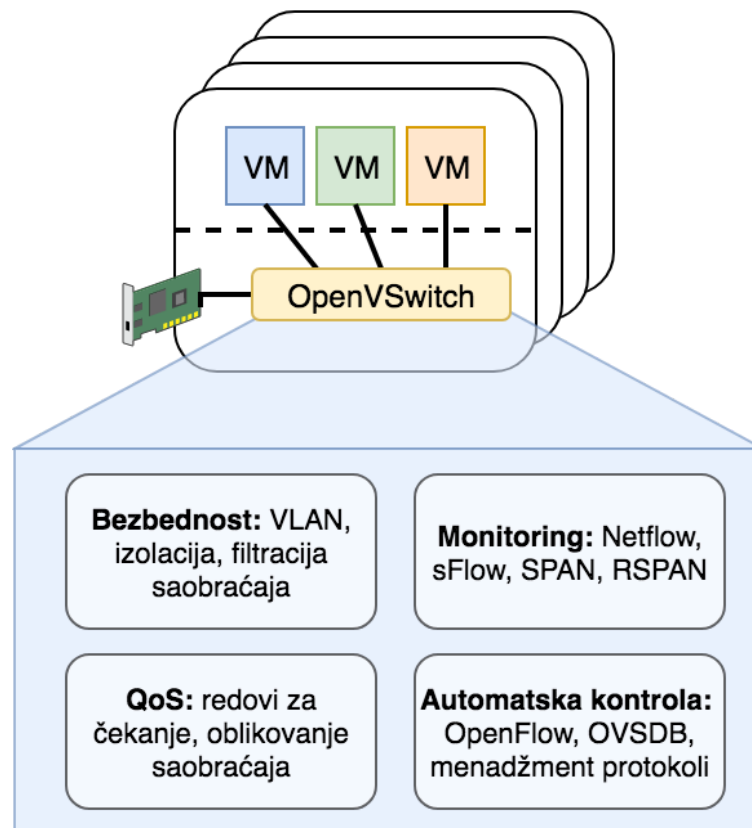 VM
VM
VM
OpenVSwitch
Bezbednost: VLAN,
izolacija, filtracija
saobraćaja
Monitoring: Netflow,
sFlow, SPAN, RSPAN
QoS: redovi za
čekanje, oblikovanje
saobraćaja
Automatska kontrola:
OpenFlow, OVSDB,
menadžment protokoli